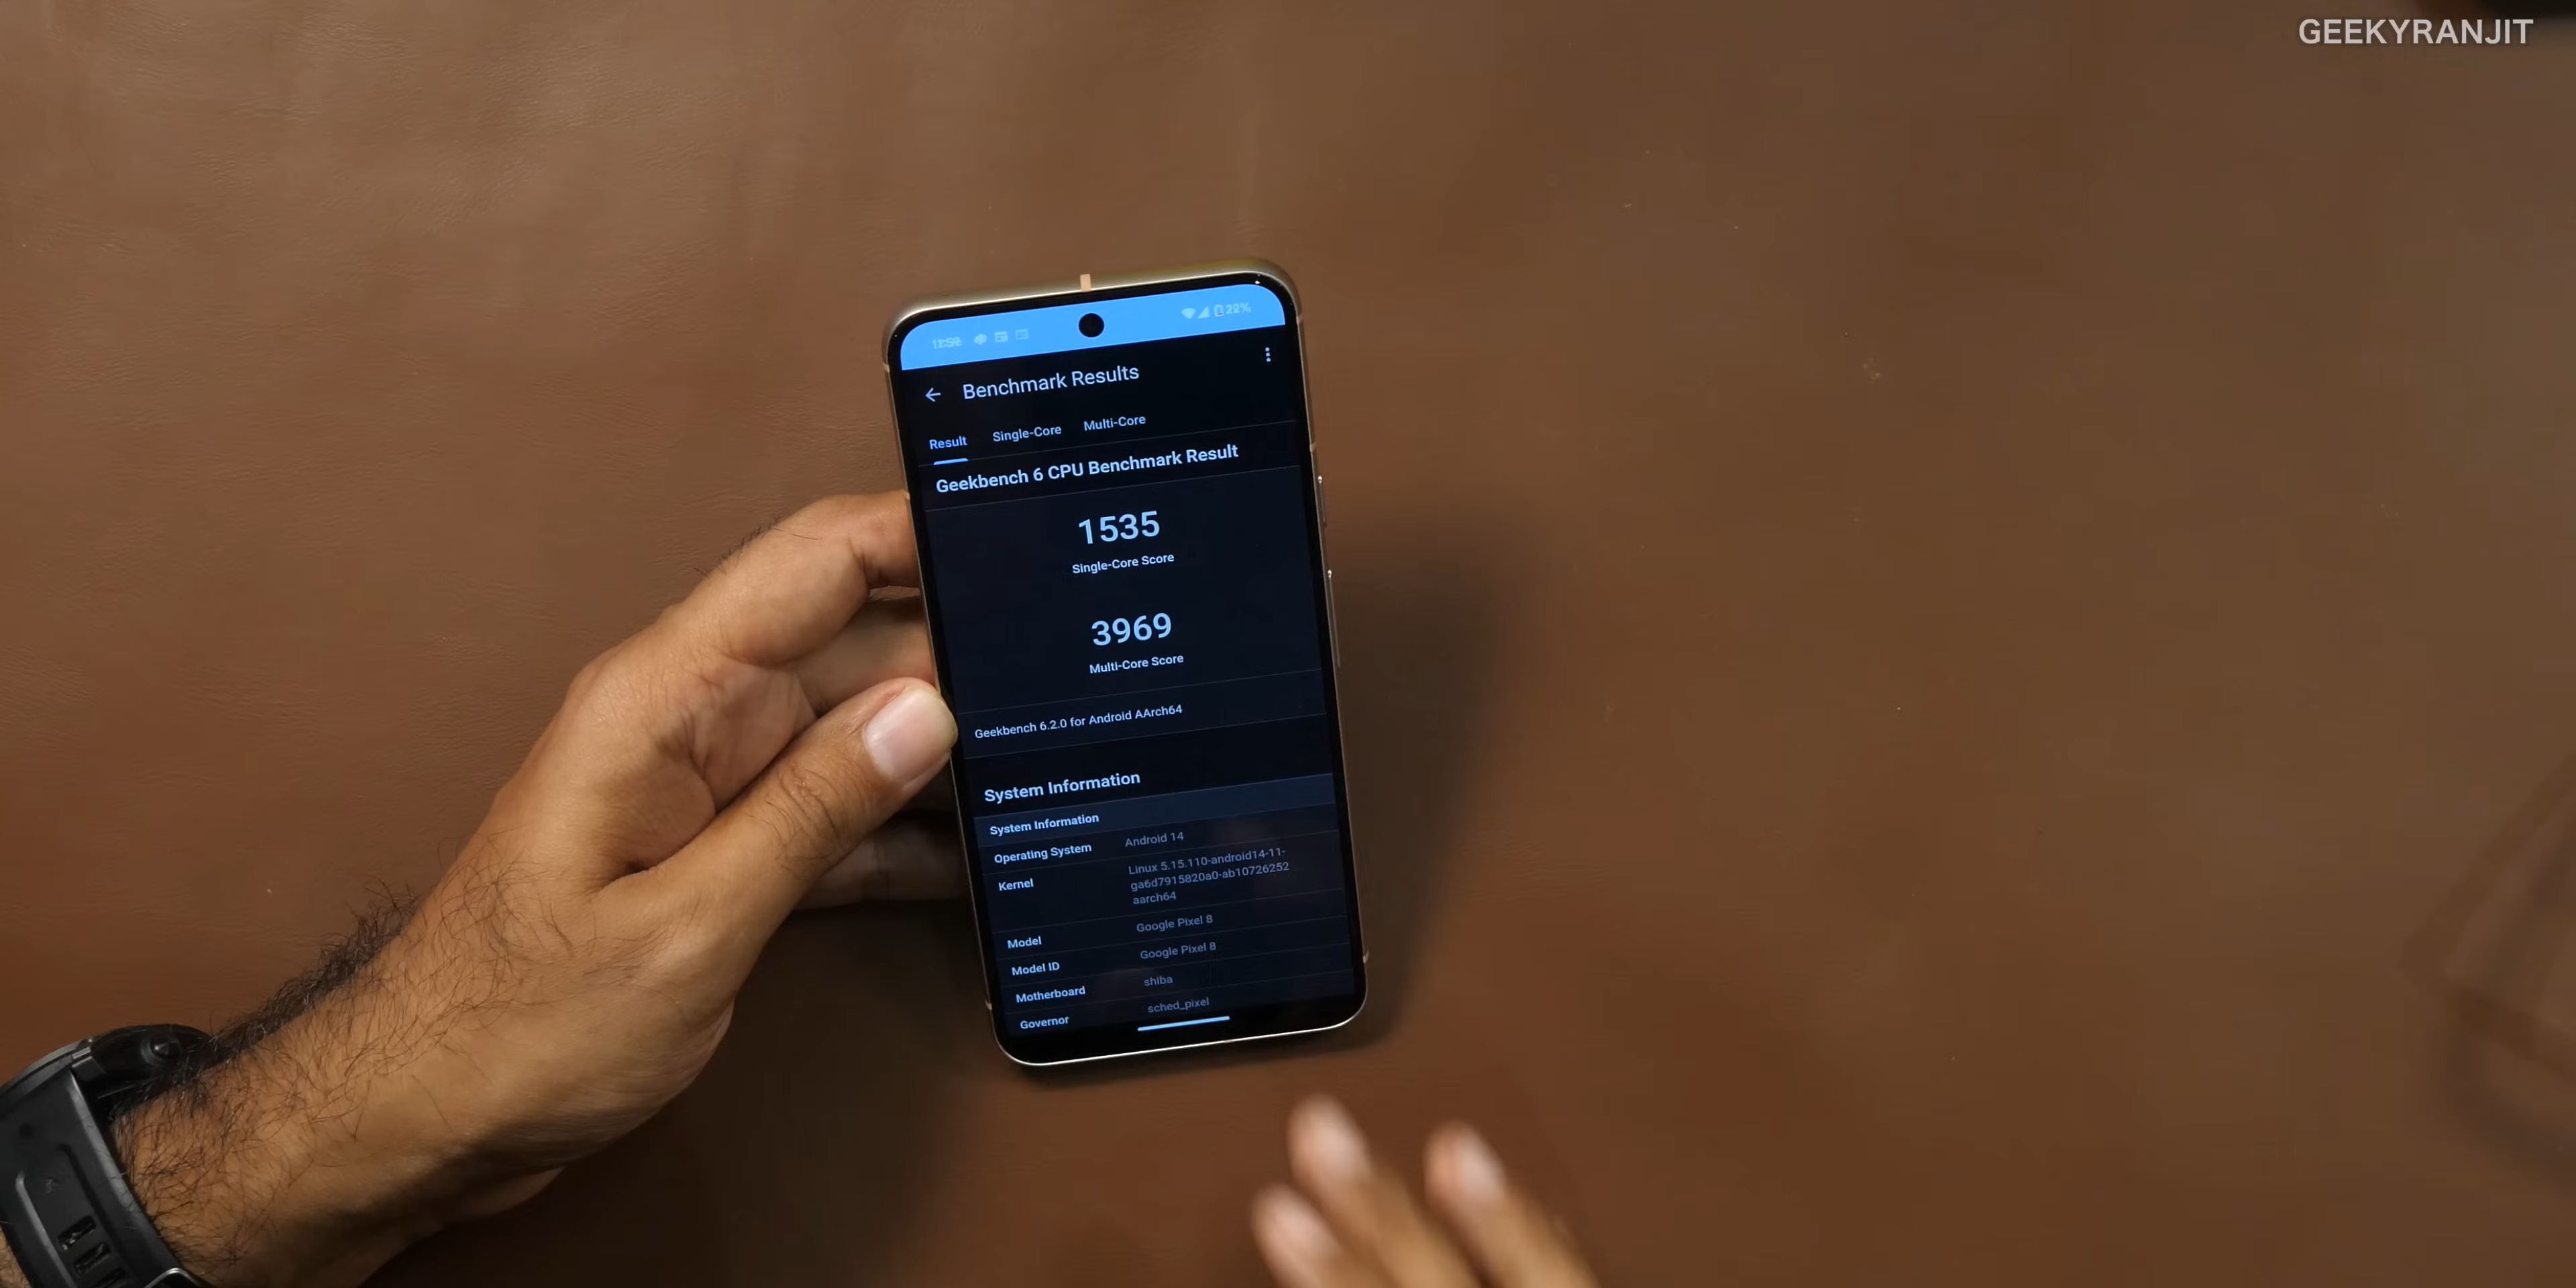 GEEKYRANJIT
Benchmark Results
Result Single-Core Multi-Core
Geekbench 6 CPU Benchmark Result
1535
Single-Core Score
3969
Multi-Core Score
Geekbench 6.2.0 for Android AArch64
System Information
System Information
Operating System Android 14
Kernel Linux 5.15.110-android14-11-
ga6d7915820a0-ab10726252
aarch64
Model Google Pixel 8
Model ID Google Pixel 8
Motherboard shiba
Governor sched_pixel